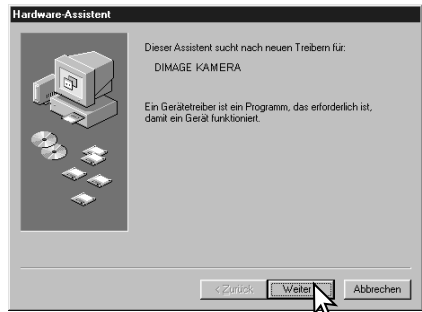 Hardware-Assistent
Dieser Assistent sucht nach neuen Treibern für:
DIMAGE KAMERA
Ein Gerätetreiber ist ein Programm, das erforderlich ist,
damit ein Gerät funktioniert.
< Zurück Weiter Abbrechen